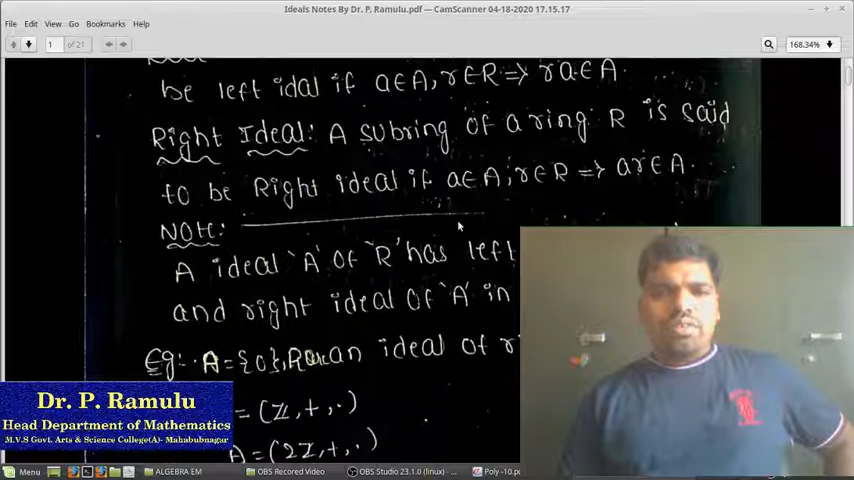 Ideals Notes By Dr. P. Ramulu.pdf — CamScanner 04-18-2020 17.15.17
File Edit View Go Bookmarks Help
1 of 21
168.34%
be left idal if a∈A, r∈R => ra∈A.
Right Ideal: A subring of a ring R is said
to be Right ideal if a∈A, r∈R => ar∈A.
Note:
A ideal 'A' of 'R' has left
and right ideal of 'A' in
Eg: A={0}, R are an ideal of
= (Z, +, ·)
A = (2Z, +, ·)
Dr. P. Ramulu
Head Department of Mathematics
M.V.S Govt. Arts & Science College(A)- Mahabubnagar
Menu
ALGEBRA EM
OBS Recored Video
OBS Studio 23.1.0 (linux) - ...
Poly -10.pd